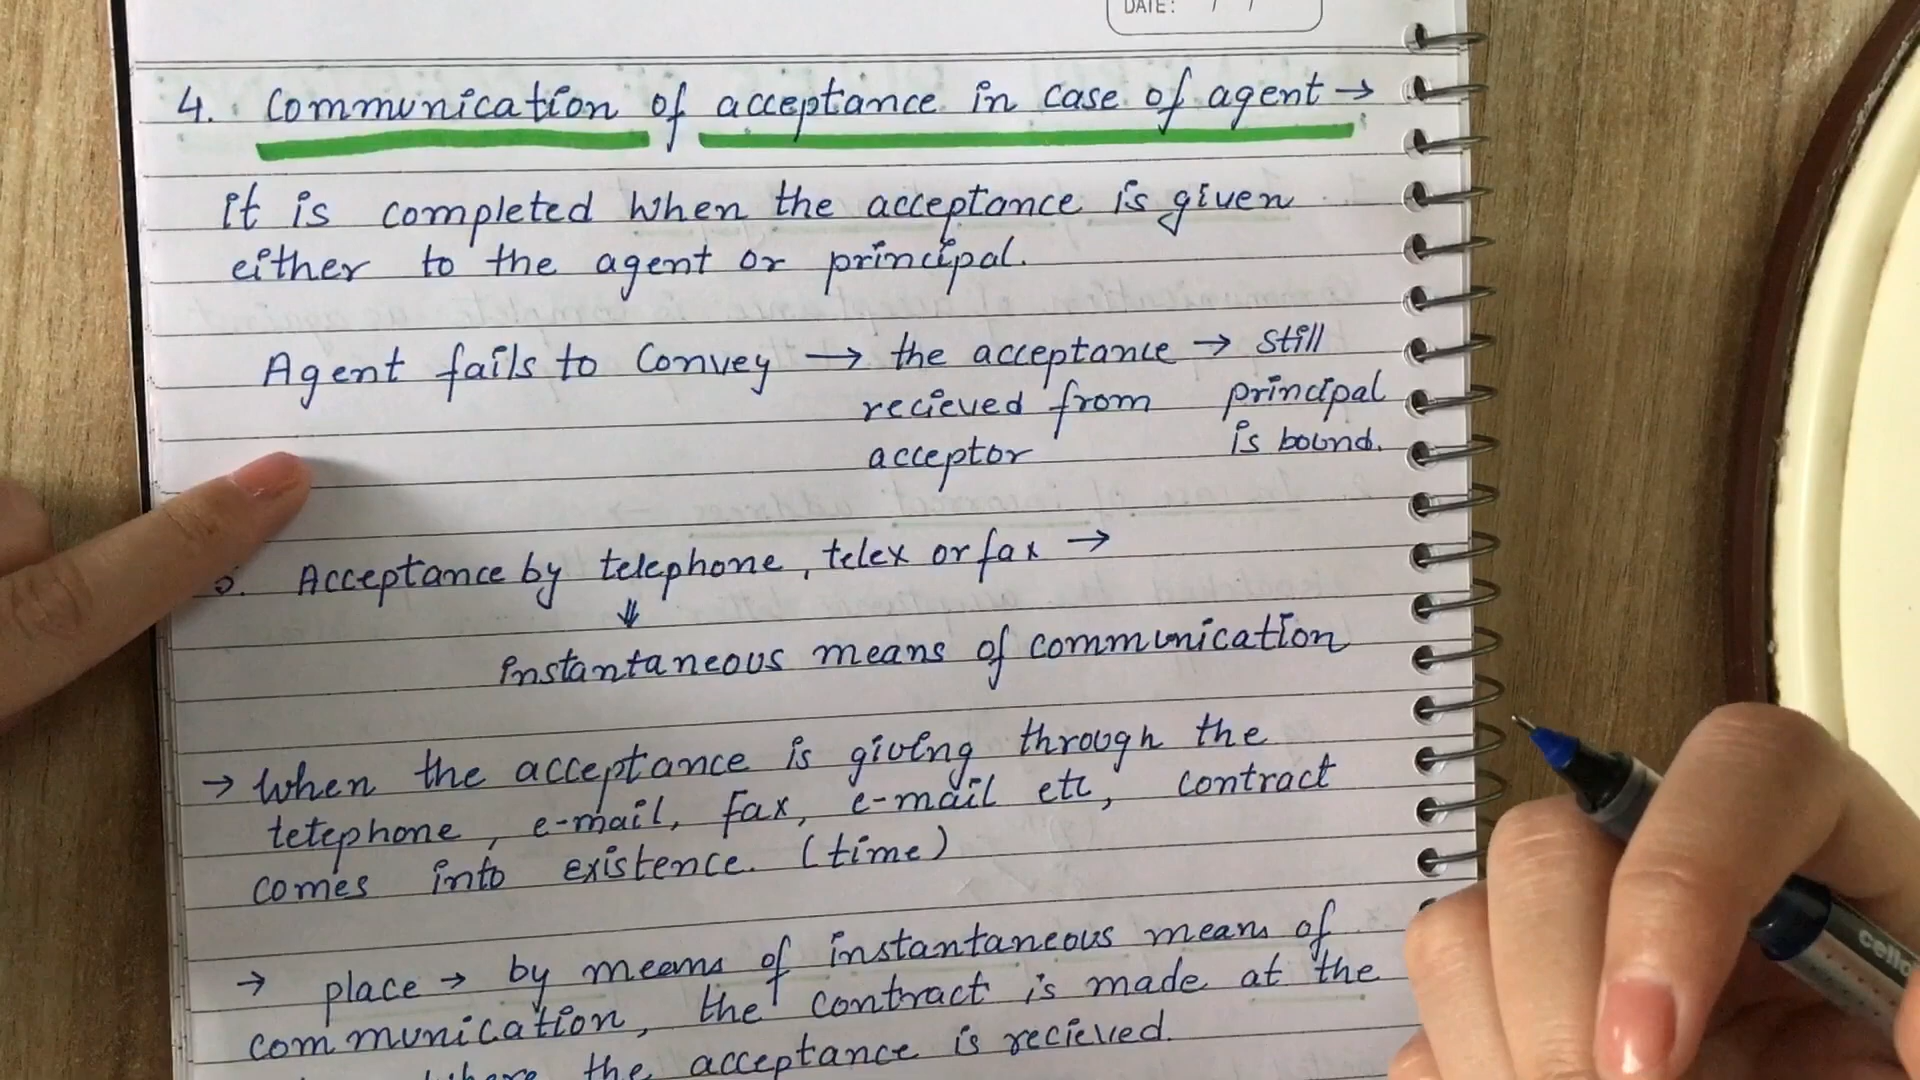 DATE: / /
4. Communication of acceptance in case of agent →
it is completed when the acceptance is given
either to the agent or principal.
Agent fails to Convey → the acceptance → still
recieved from principal
acceptor is bound.
5. Acceptance by telephone, telex or fax →
↓
instantaneous means of communication
→ When the acceptance is giving through the
tetephone, e-mail, fax, e-mail etc, contract
comes into existence. (time)
→ place → by means of instantaneous means of
communication, the contract is made at the
where the acceptance is recieved.
cello